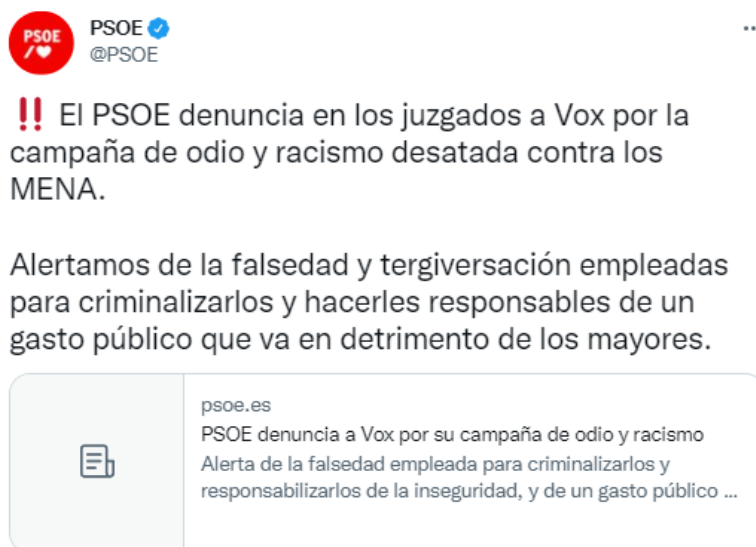 PSOE
PSOE
@PSOE
‼ El PSOE denuncia en los juzgados a Vox por la
campaña de odio y racismo desatada contra los
MENA.
Alertamos de la falsedad y tergiversación empleadas
para criminalizarlos y hacerles responsables de un
gasto público que va en detrimento de los mayores.
psoe.es
PSOE denuncia a Vox por su campaña de odio y racismo
Alerta de la falsedad empleada para criminalizarlos y
responsabilizarlos de la inseguridad, y de un gasto público ...